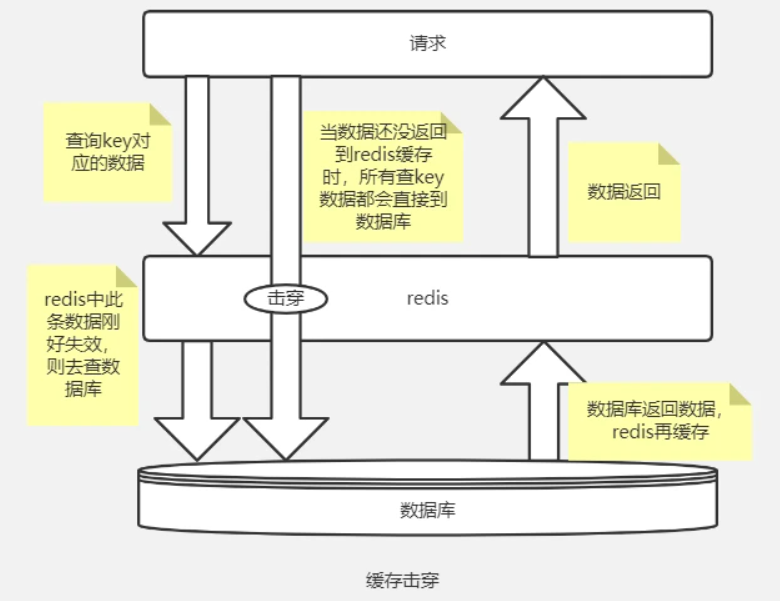 请求
查询key对
应的数据
当数据还没返回
到redis缓存
时，所有查key
数据都会直接到
数据库
数据返回
redis中此
条数据刚
好失效，
则去查数
据库
击穿
redis
数据库返回数据，
redis再缓存
数据库
缓存击穿